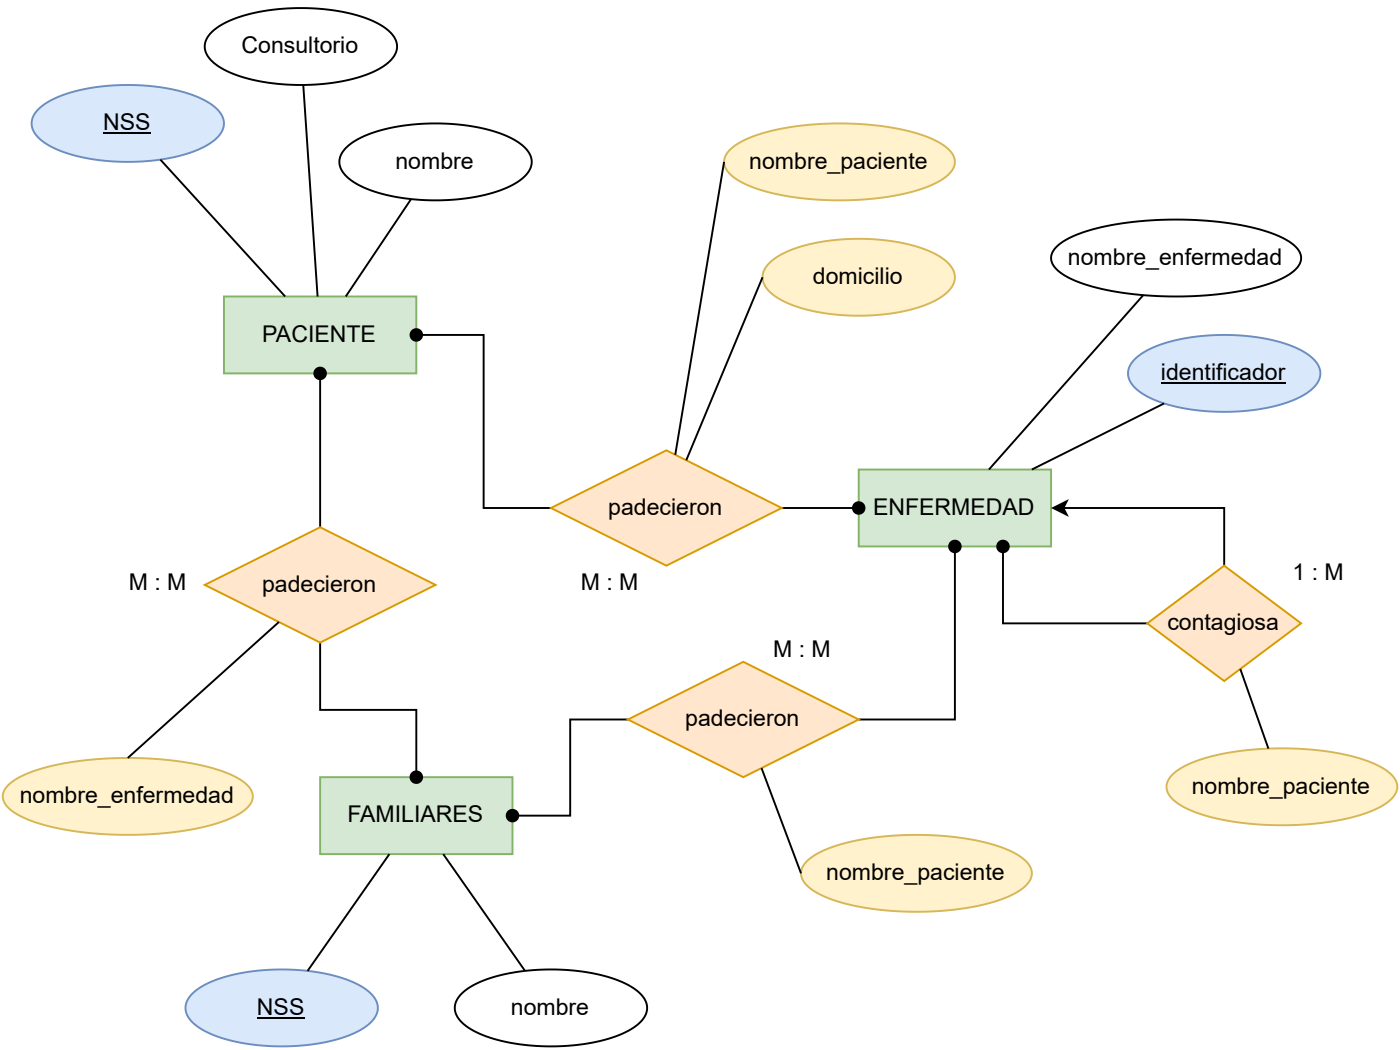 Consultorio
NSS
nombre
nombre_paciente
domicilio
nombre_enfermedad
identificador
PACIENTE
padecieron
ENFERMEDAD
M : M
padecieron
M : M
1 : M
contagiosa
M : M
padecieron
nombre_enfermedad
FAMILIARES
nombre_paciente
nombre_paciente
NSS
nombre